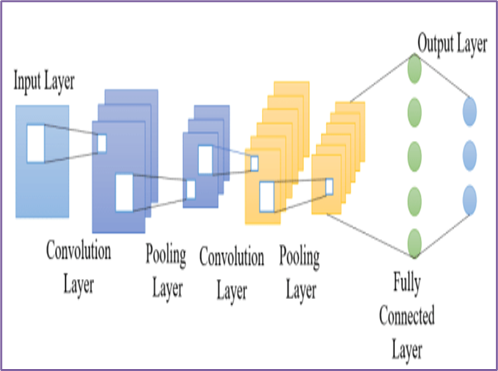 Output Layer
Input Layer
Convolution
Layer
Pooling
Layer
Convolution
Layer
Pooling
Layer
Fully
Connected
Layer